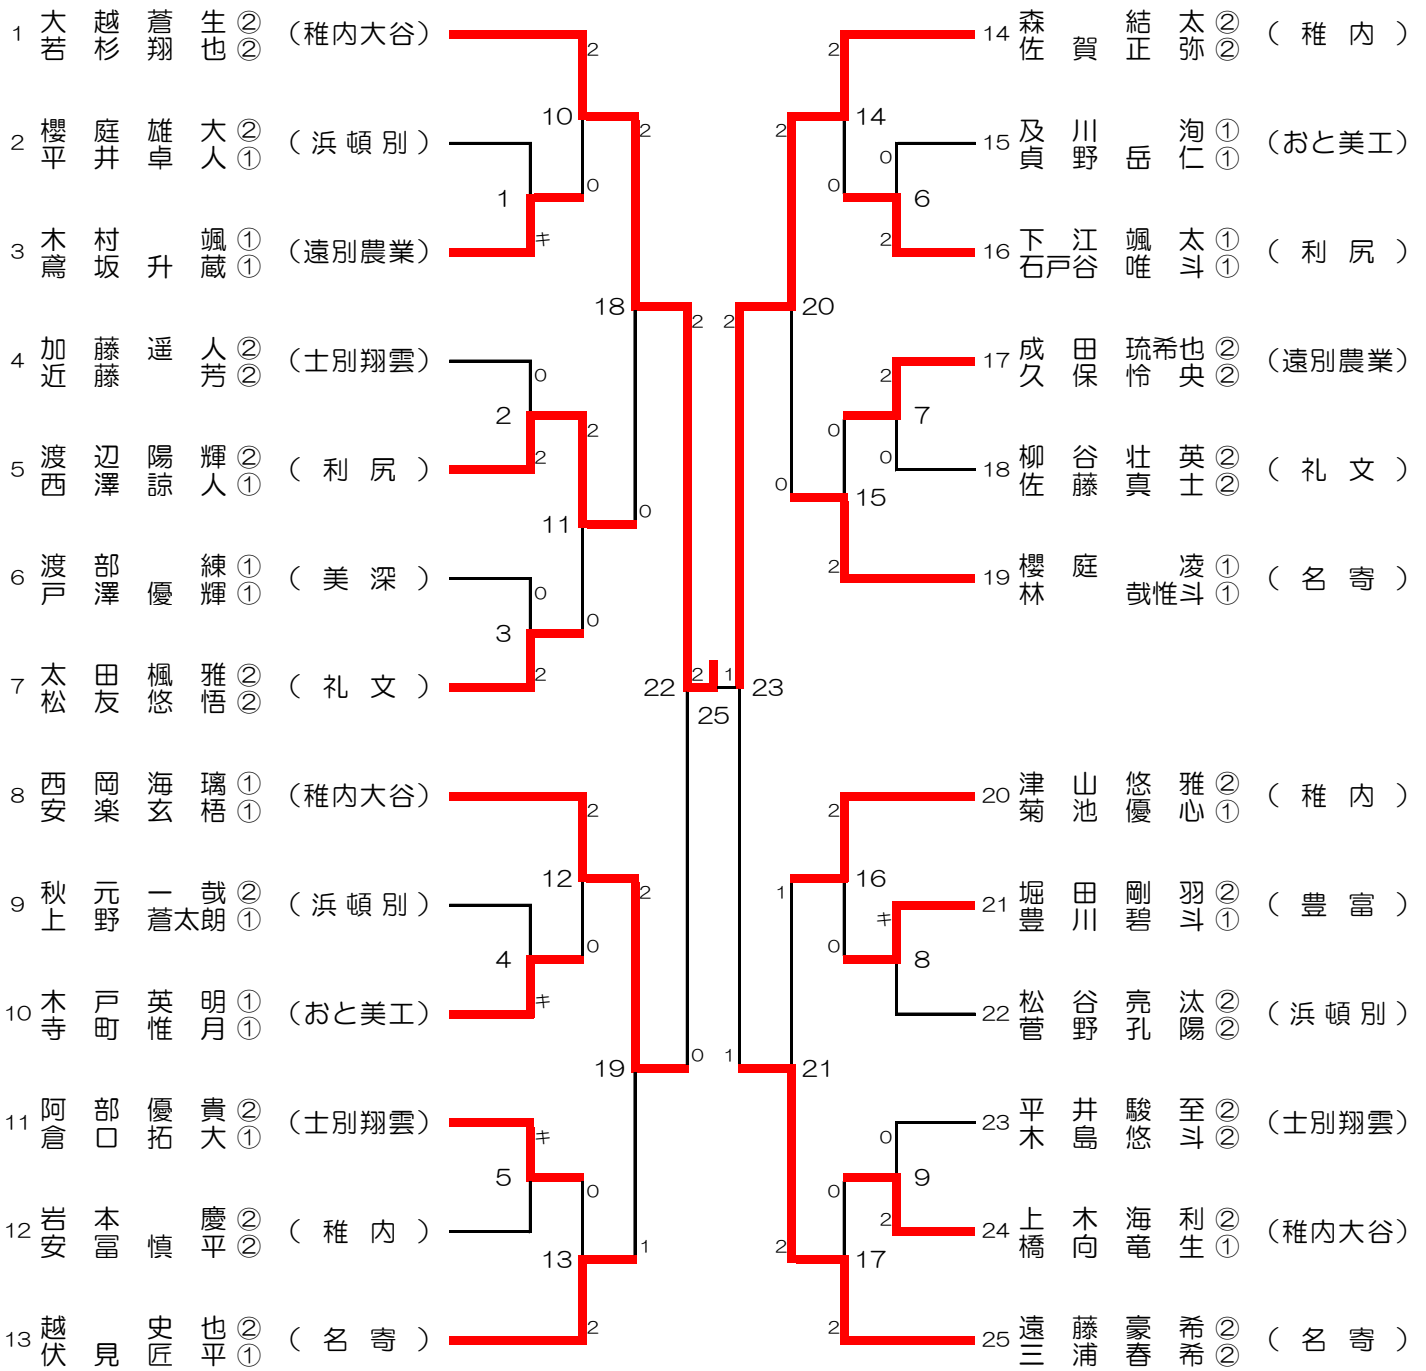 1 大越蒼生② (稚内大谷)
若杉翔也②
2 櫻庭雄大② (浜頓別)
平井卓人①
3 木村颯① (遠別農業)
鳶坂升蔵①
4 加藤遥人② (士別翔雲)
近藤芳②
5 渡辺陽輝② (利尻)
西澤諒人①
6 渡部練① (美深)
戸澤優輝①
7 太田楓雅② (礼文)
松友悠悟②
8 西岡海璃① (稚内大谷)
安楽玄梧①
9 秋元一哉② (浜頓別)
上野蒼太朗①
10 木戸英明① (おと美工)
寺町惟月①
11 阿部優貴② (士別翔雲)
倉口拓大①
12 岩本慶② (稚内)
安冨慎平②
13 越史也② (名寄)
伏見匠平①
2
10
2
1
0
キ
18
2
0
2
2
2
11
0
0
3
0
2
22
2
1
23
25
2
12
2
4
0
キ
19
0
キ
5
0
13
1
2
2
14
2
0
0
6
2
2
20
2
0
7
0
0
15
2
2
16
1
キ
0
8
1
21
0
9
0
2
2
17
2
14 森結太② (稚内)
佐賀正弥②
15 及川洵① (おと美工)
貞野岳仁①
16 下江颯太① (利尻)
石戸谷唯斗①
17 成田琉希也② (遠別農業)
久保怜央②
18 柳谷壮英② (礼文)
佐藤真士②
19 櫻庭凌① (名寄)
林哉惟斗①
20 津山悠雅② (稚内)
菊池優心①
21 堀田剛羽② (豊富)
豊川碧斗①
22 松谷亮汰② (浜頓別)
菅野孔陽②
23 平井駿至② (士別翔雲)
木島悠斗②
24 上木海利② (稚内大谷)
橋向竜生①
25 遠藤豪希② (名寄)
三浦春希②